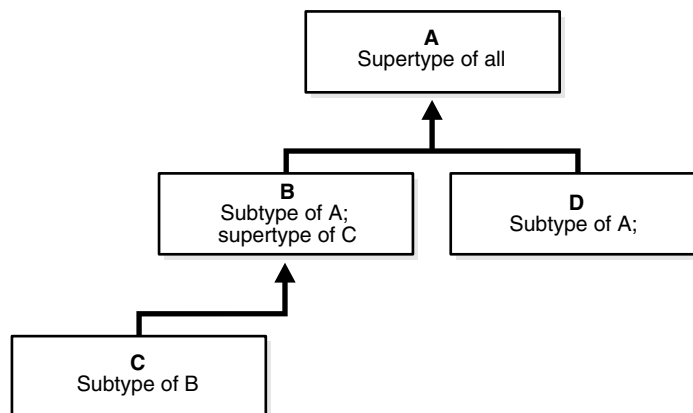 A
Supertype of all
B
Subtype of A;
supertype of C
D
Subtype of A;
C
Subtype of B